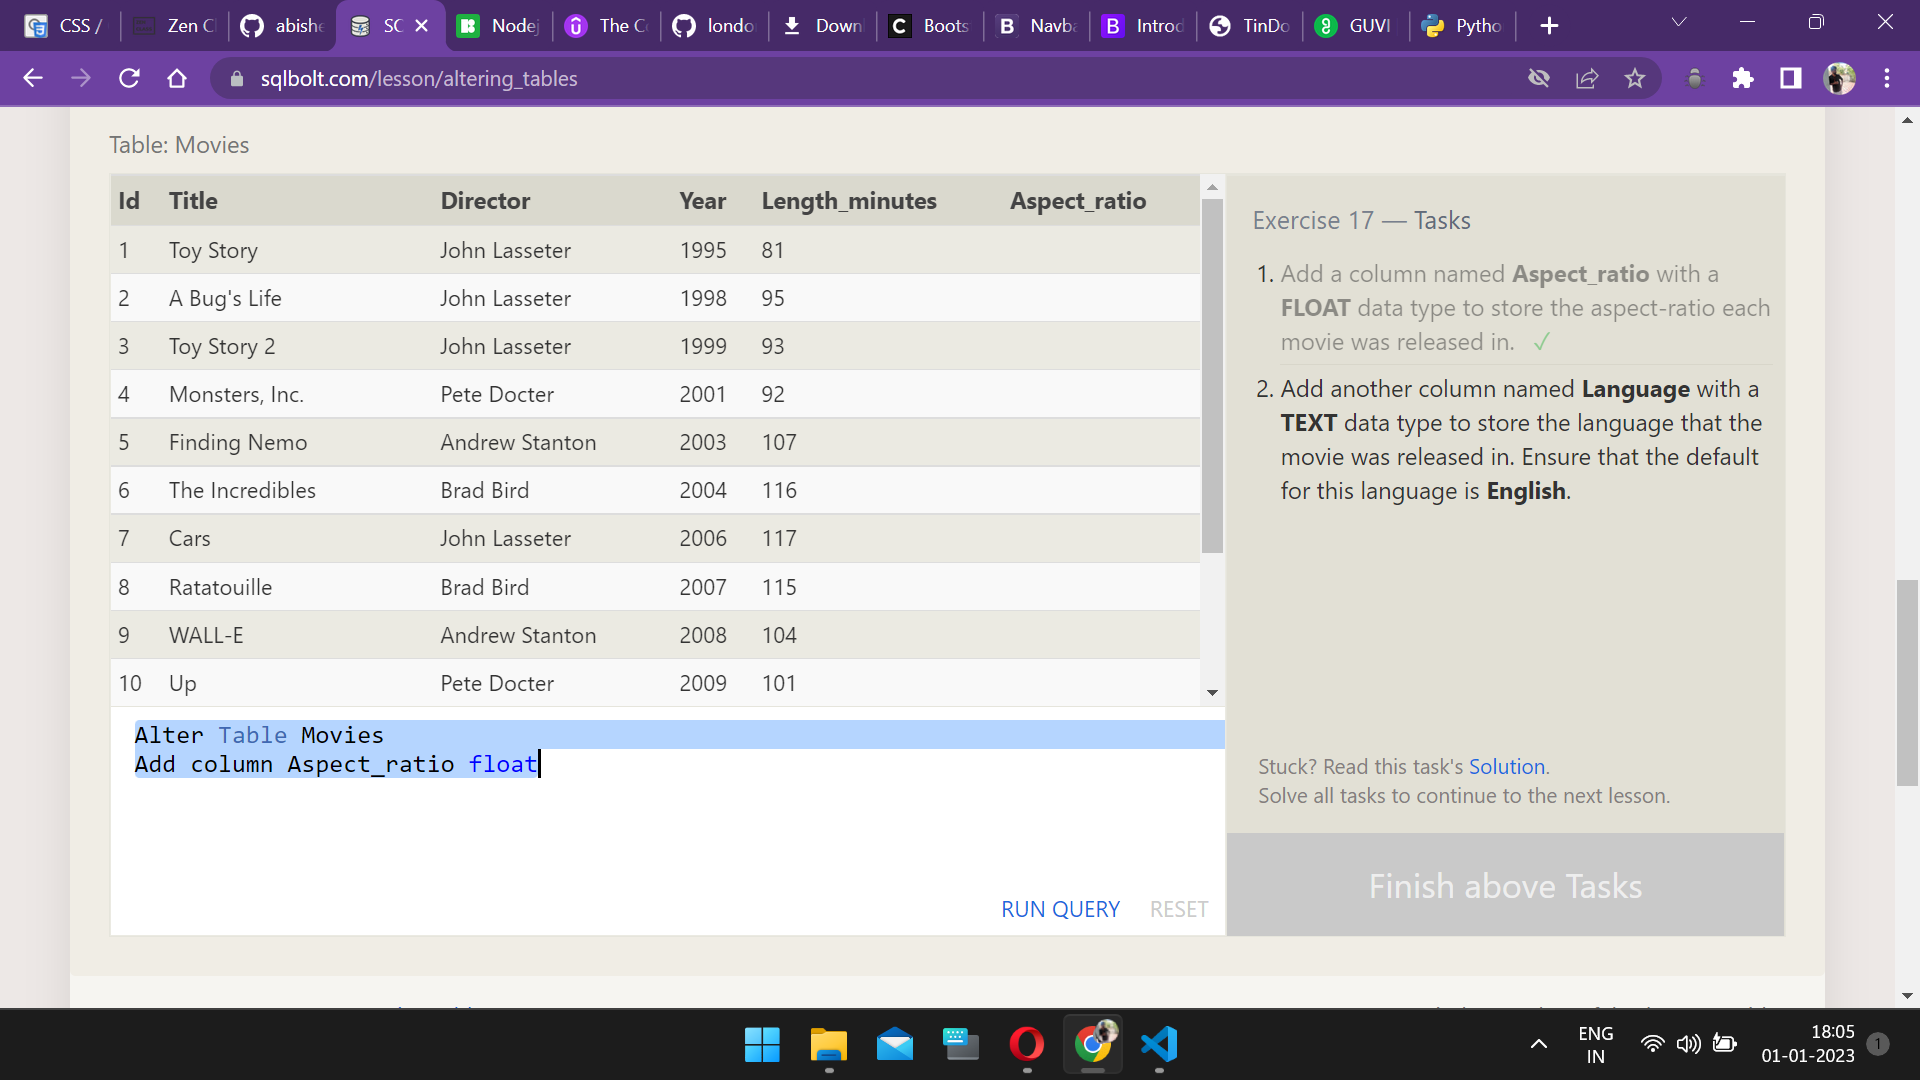 CSS /
Zen C
abishe
SC
Nodej
The C
londo
Down
Boots
Navba
Introd
TinDo
GUVI
Pytho
sqlbolt.com/lesson/altering_tables
Table: Movies
Id Title Director Year Length_minutes Aspect_ratio
1 Toy Story John Lasseter 1995 81
2 A Bug's Life John Lasseter 1998 95
3 Toy Story 2 John Lasseter 1999 93
4 Monsters, Inc. Pete Docter 2001 92
5 Finding Nemo Andrew Stanton 2003 107
6 The Incredibles Brad Bird 2004 116
7 Cars John Lasseter 2006 117
8 Ratatouille Brad Bird 2007 115
9 WALL-E Andrew Stanton 2008 104
10 Up Pete Docter 2009 101
Alter Table Movies
Add column Aspect_ratio float
RUN QUERY RESET
Exercise 17 — Tasks
1. Add a column named Aspect_ratio with a
FLOAT data type to store the aspect-ratio each
movie was released in. ✓
2. Add another column named Language with a
TEXT data type to store the language that the
movie was released in. Ensure that the default
for this language is English.
Stuck? Read this task's Solution.
Solve all tasks to continue to the next lesson.
Finish above Tasks
ENG
IN
18:05
01-01-2023
1